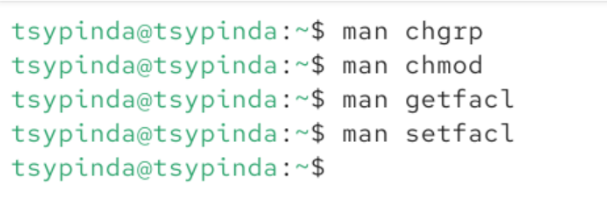 tsypinda@tsypinda:~$ man chgrp
tsypinda@tsypinda:~$ man chmod
tsypinda@tsypinda:~$ man getfacl
tsypinda@tsypinda:~$ man setfacl
tsypinda@tsypinda:~$